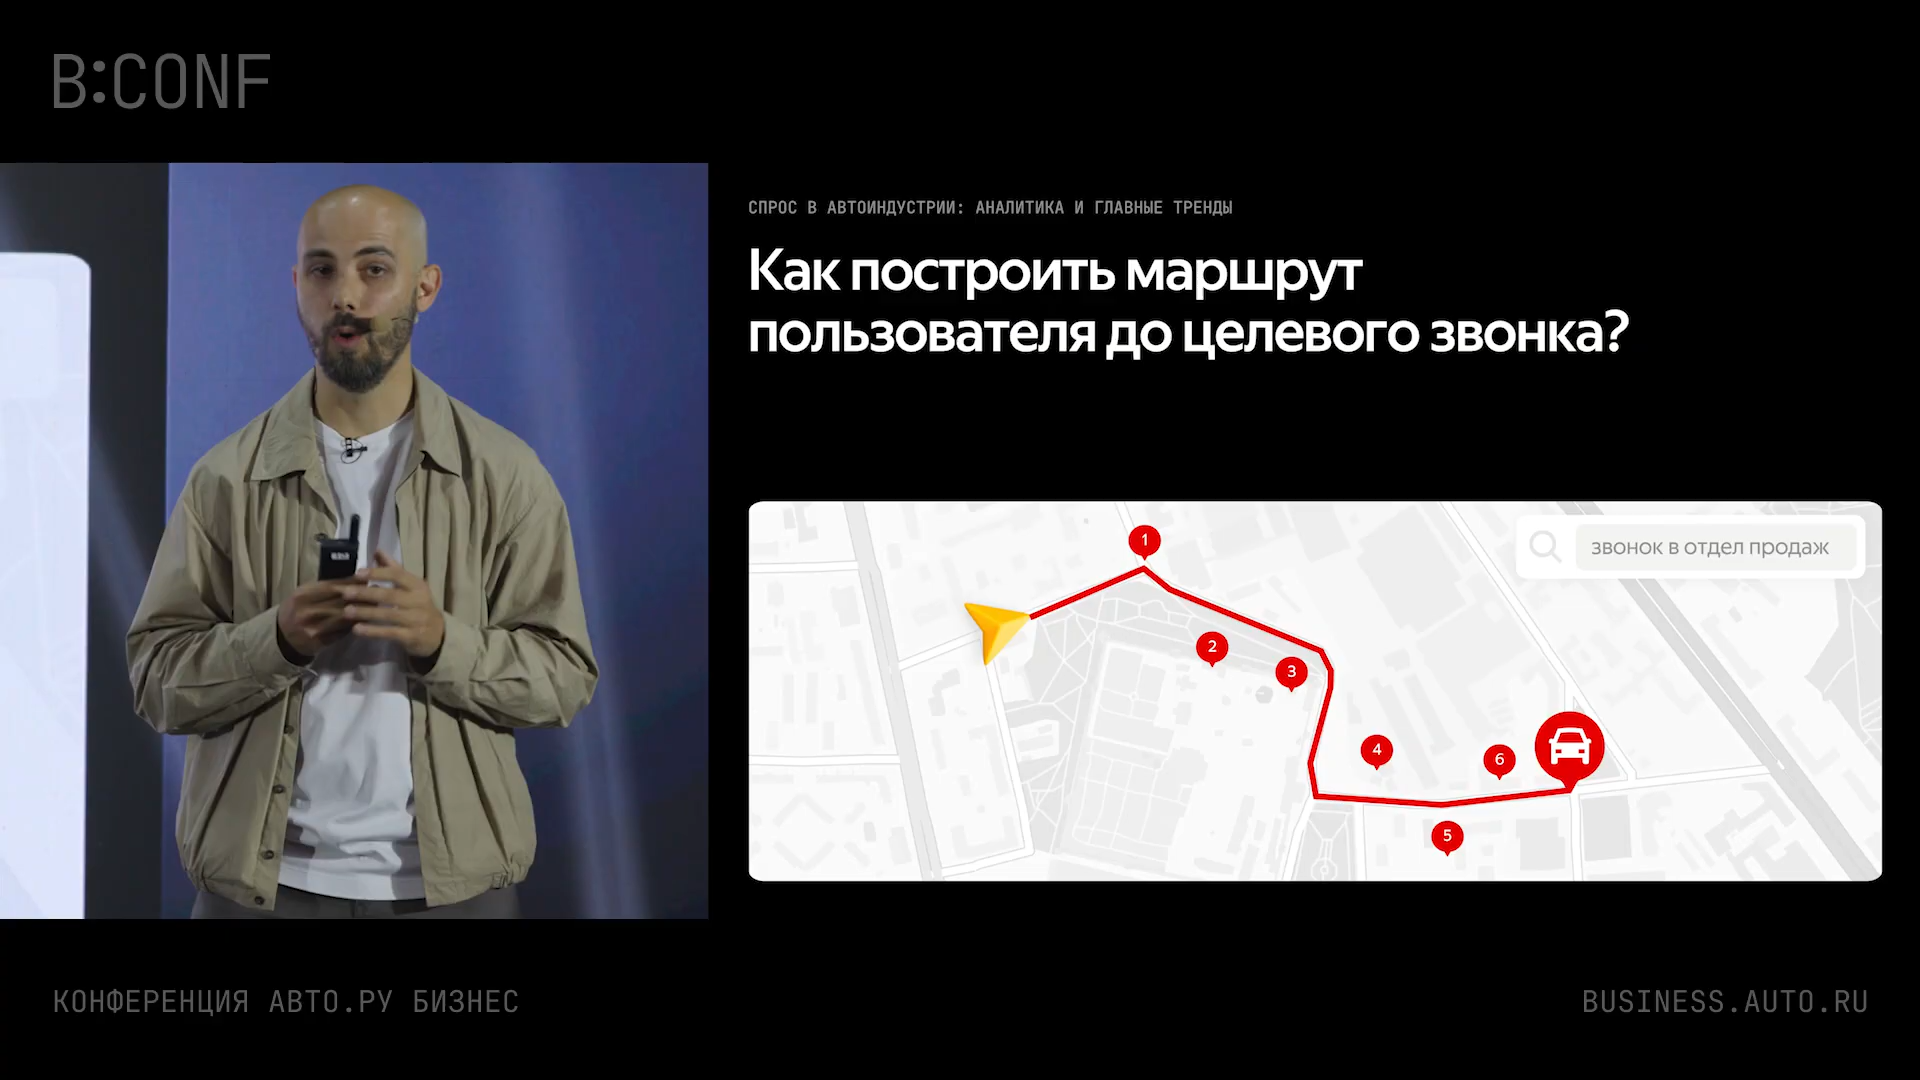 B:CONF
СПРОС В АВТОИНДУСТРИИ: АНАЛИТИКА И ГЛАВНЫЕ ТРЕНДЫ
Как построить маршрут
пользователя до целевого звонка?
звонок в отдел продаж
1
2
3
4
6
5
КОНФЕРЕНЦИЯ АВТО.РУ БИЗНЕС
BUSINESS.AUTO.RU